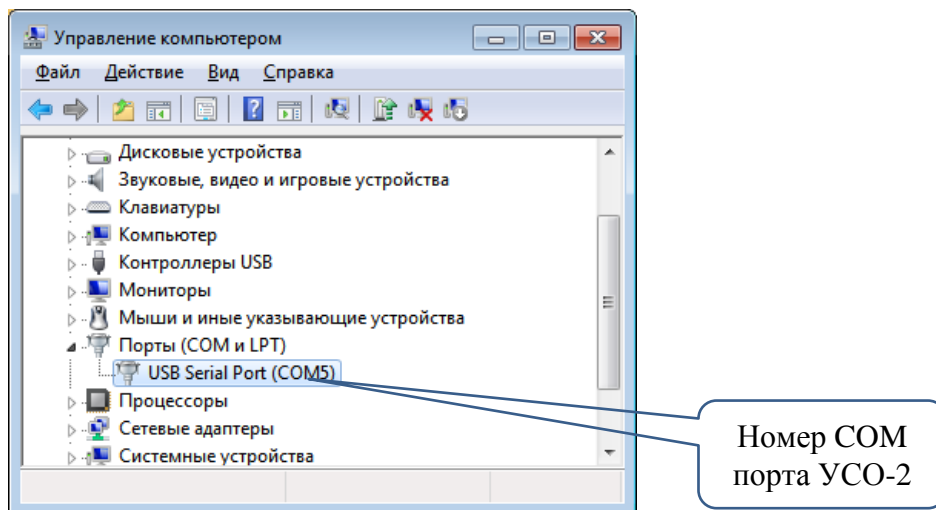 Управление компьютером
Файл Действие Вид Справка
Дисковые устройства
Звуковые, видео и игровые устройства
Клавиатуры
Компьютер
Контроллеры USB
Мониторы
Мыши и иные указывающие устройства
Порты (COM и LPT)
USB Serial Port (COM5)
Процессоры
Сетевые адаптеры
Системные устройства
Номер COM
порта УСО-2